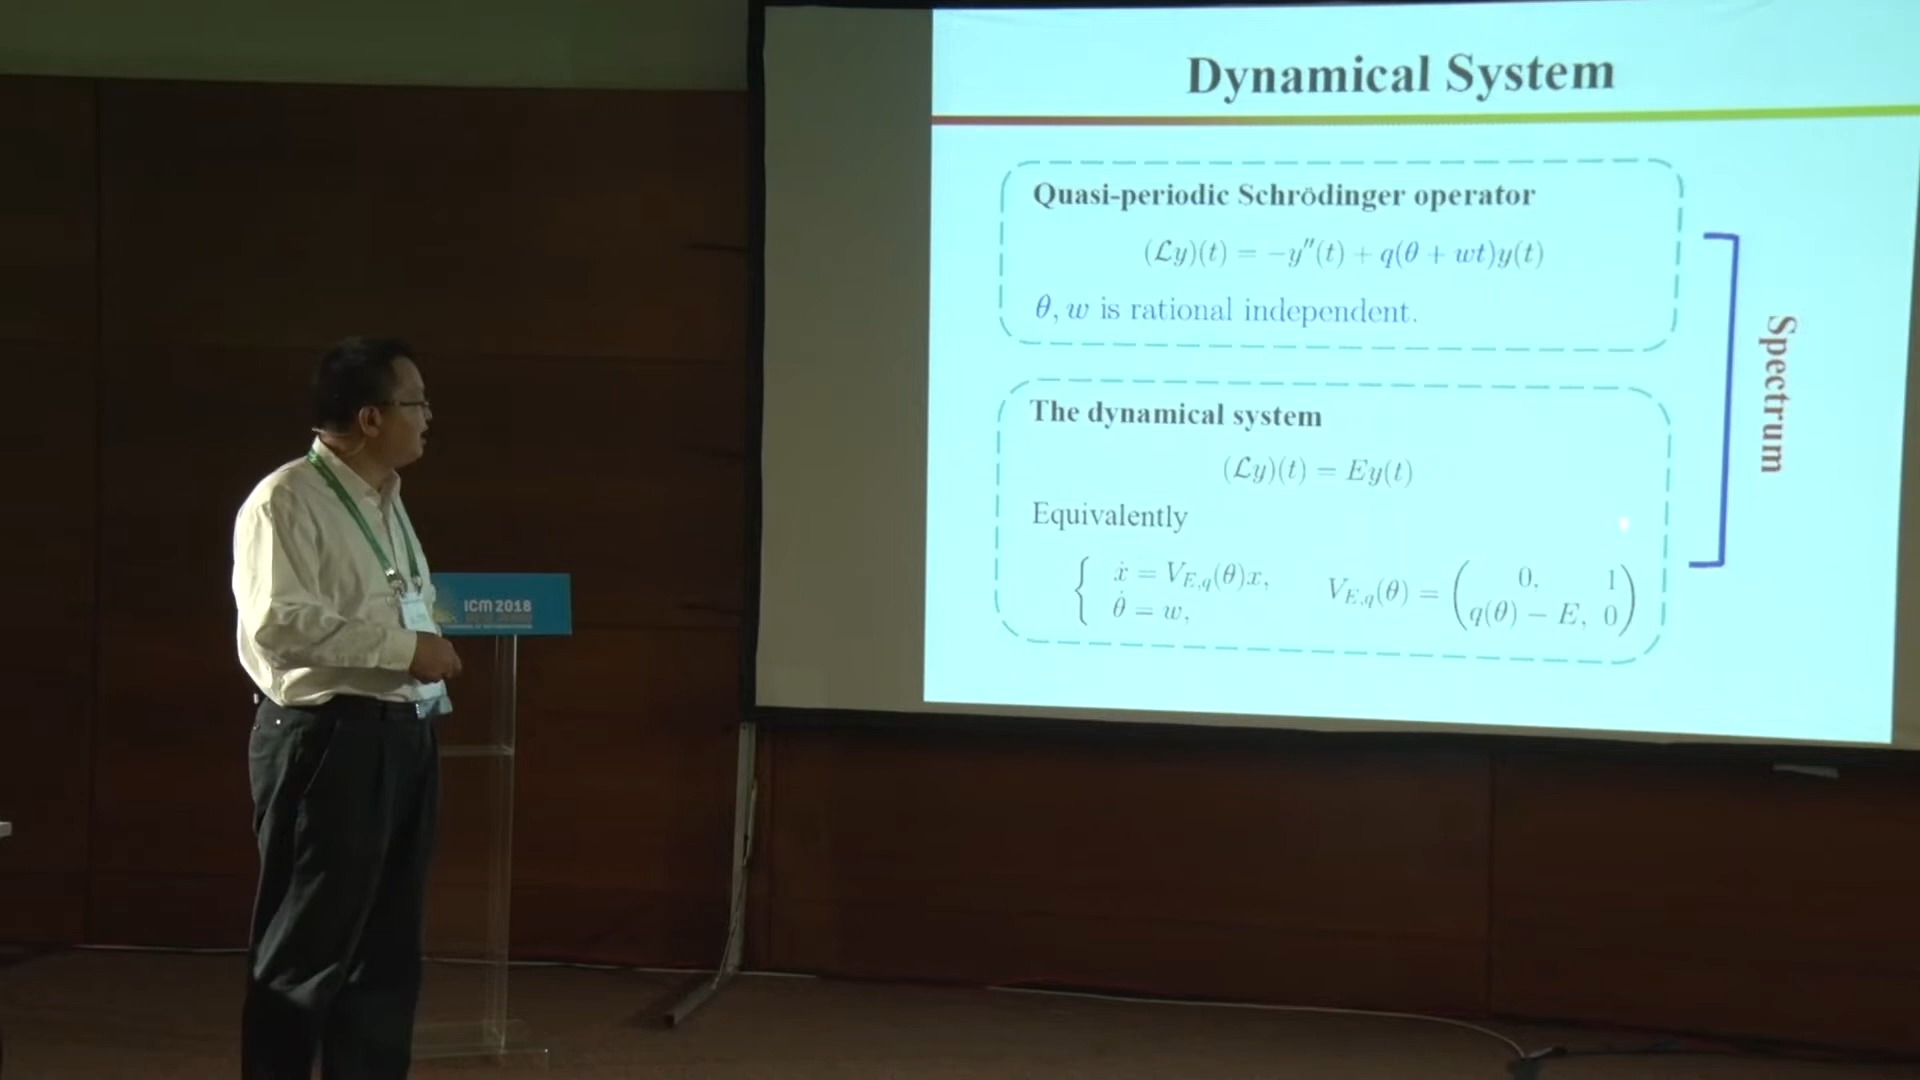 Dynamical System
Quasi-periodic Schrödinger operator
(ℒy)(t) = −y″(t) + q(θ + wt)y(t)
θ, w is rational independent.
The dynamical system
(ℒy)(t) = Ey(t)
Equivalently
{ ẋ = V_{E,q}(θ)x,
θ̇ = w,
V_{E,q}(θ) = ( 0, 1
q(θ) − E, 0 )
Spectrum
ICM 2018